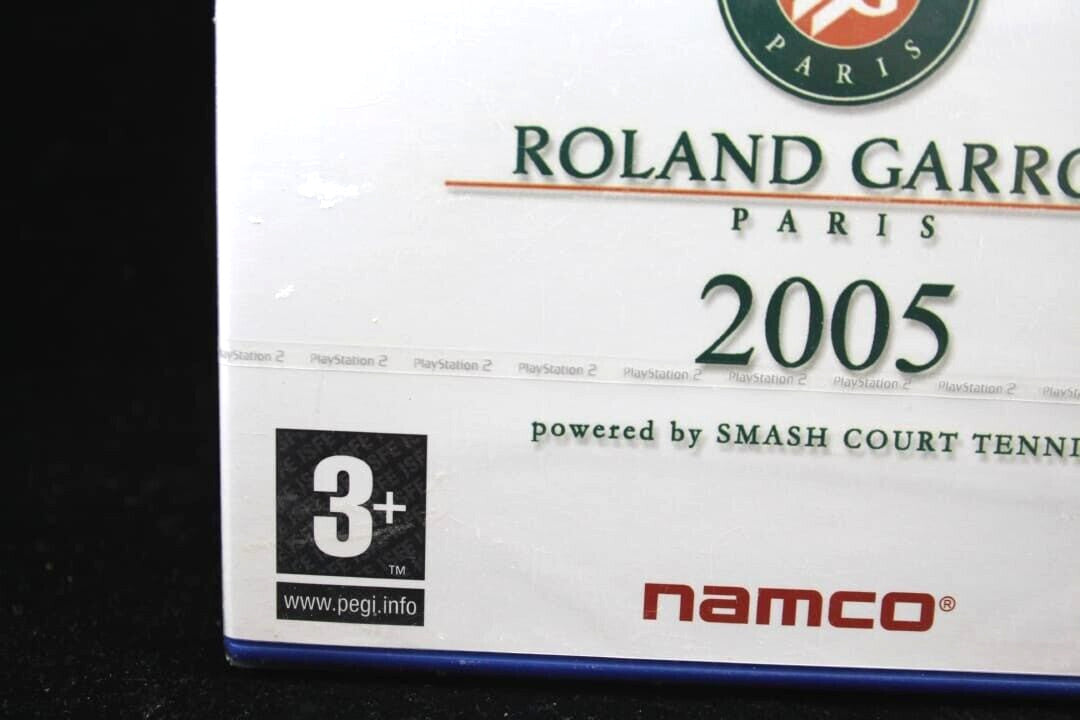 PARIS
ROLAND GARRO
PARIS
2005
PlayStation 2 PlayStation 2 PlayStation 2 PlayStation 2 PlayStation 2 PlayStation 2 PlayStation 2 PlayStation 2
powered by SMASH COURT TENNI
3+
TM
www.pegi.info
namco®